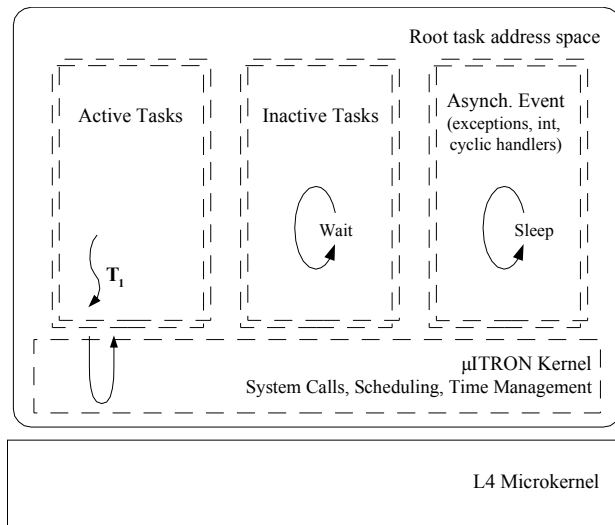 Root task address space
Active Tasks
Inactive Tasks
Asynch. Event
(exceptions, int,
cyclic handlers)
Wait
Sleep
T1
µITRON Kernel
System Calls, Scheduling, Time Management
L4 Microkernel